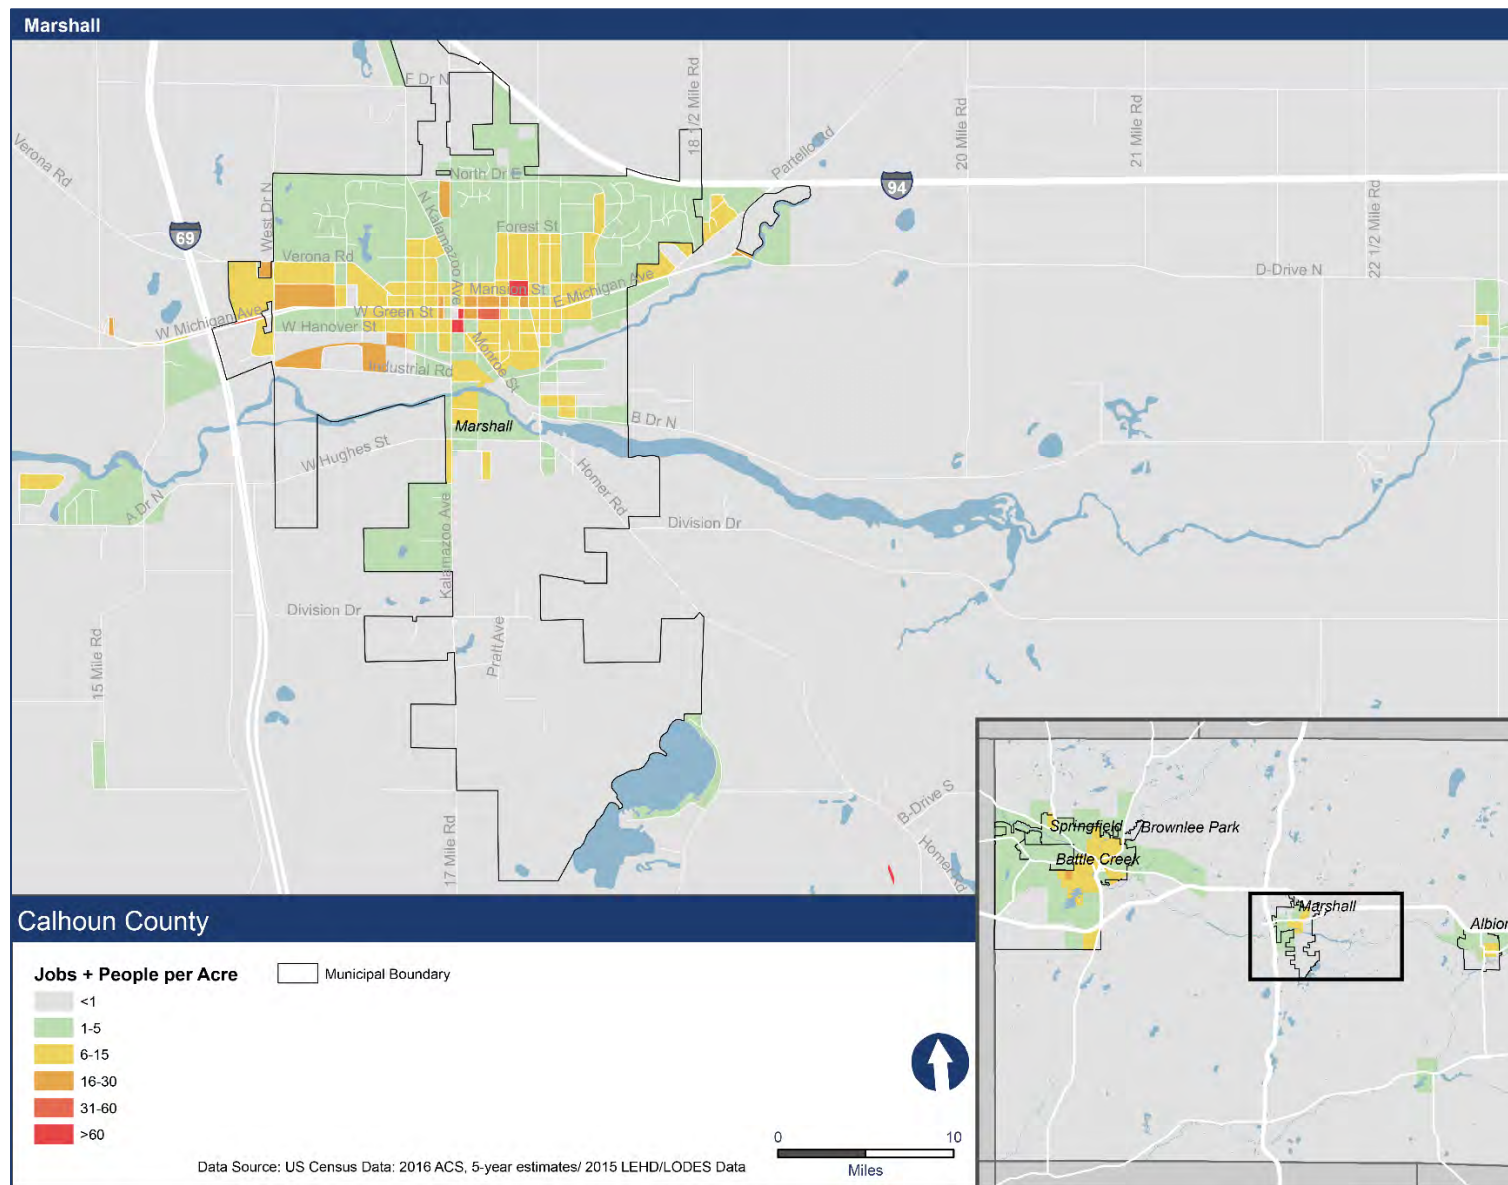 Marshall
F Dr N
18 1/2 Mile Rd
20 Mile Rd
21 Mile Rd
Partello Rd
Verona Rd
North Dr E
94
22 1/2 Mile Rd
West Dr N
N Kalamazoo Ave
69
Forest St
Verona Rd
D-Drive N
Mansion St
E Michigan Ave
W Michigan Ave
W Green St
W Hanover St
Monroe St
Industrial Rd
Marshall
B Dr N
W Hughes St
Homer Rd
A Dr N
Division Dr
Kalamazoo Ave
Division Dr
Pratt Ave
15 Mile Rd
17 Mile Rd
B-Drive S
Homer Rd
Springfield
Brownlee Park
Battle Creek
Marshall
Albion
Calhoun County
Jobs + People per Acre
Municipal Boundary
<1
1-5
6-15
16-30
31-60
>60
0
10
Miles
Data Source: US Census Data: 2016 ACS, 5-year estimates/ 2015 LEHD/LODES Data